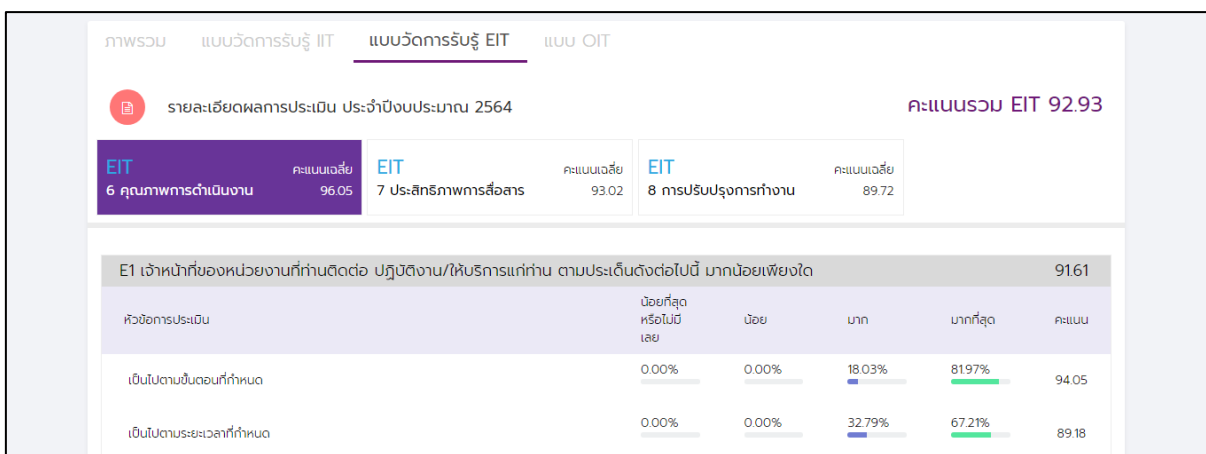 ภาพรวม แบบวัดการรับรู้ IIT แบบวัดการรับรู้ EIT แบบ OIT
รายละเอียดผลการประเมิน ประจำปีงบประมาณ 2564 คะแนนรวม EIT 92.93
EIT คะแนนเฉลี่ย EIT คะแนนเฉลี่ย EIT คะแนนเฉลี่ย
6 คุณภาพการดำเนินงาน 96.05 7 ประสิทธิภาพการสื่อสาร 93.02 8 การปรับปรุงการทำงาน 89.72
E1 เจ้าหน้าที่ของหน่วยงานที่ท่านติดต่อ ปฏิบัติงาน/ให้บริการแก่ท่าน ตามประเด็นดังต่อไปนี้ มากน้อยเพียงใด 91.61
หัวข้อการประเมิน น้อยที่สุด
หรือไม่มี
เลย น้อย มาก มากที่สุด คะแนน
เป็นไปตามขั้นตอนที่กำหนด 0.00% 0.00% 18.03% 81.97% 94.05
เป็นไปตามระยะเวลาที่กำหนด 0.00% 0.00% 32.79% 67.21% 89.18